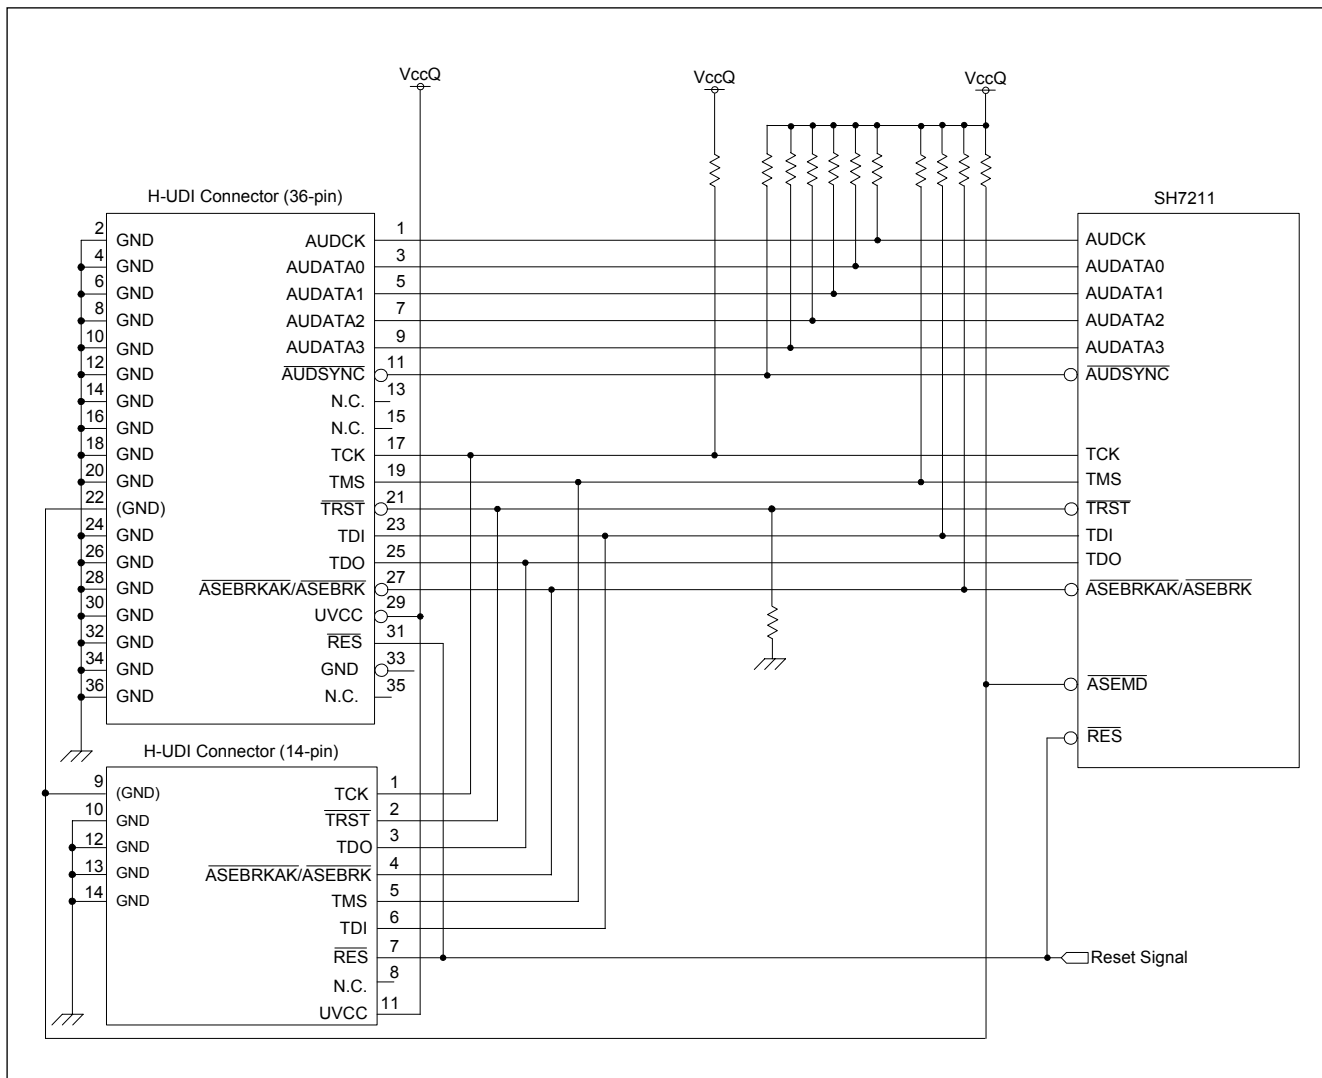 VccQ
VccQ
VccQ
H-UDI Connector (36-pin)
SH7211
2 GND AUDCK 1 AUDCK
4 GND AUDATA0 3 AUDATA0
6 GND AUDATA1 5 AUDATA1
8 GND AUDATA2 7 AUDATA2
10 GND AUDATA3 9 AUDATA3
12 GND AUDSYNC 11 AUDSYNC
14 GND N.C. 13
16 GND N.C. 15
18 GND TCK 17 TCK
20 GND TMS 19 TMS
22 (GND) TRST 21 TRST
24 GND TDI 23 TDI
26 GND TDO 25 TDO
28 GND ASEBRKAK/ASEBRK 27 ASEBRKAK/ASEBRK
30 GND UVCC 29
32 GND RES 31
34 GND GND 33 ASEMD
36 GND N.C. 35
RES
H-UDI Connector (14-pin)
9 (GND) TCK 1
10 GND TRST 2
12 GND TDO 3
13 GND ASEBRKAK/ASEBRK 4
14 GND TMS 5
TDI 6
RES 7 Reset Signal
N.C. 8
UVCC 11